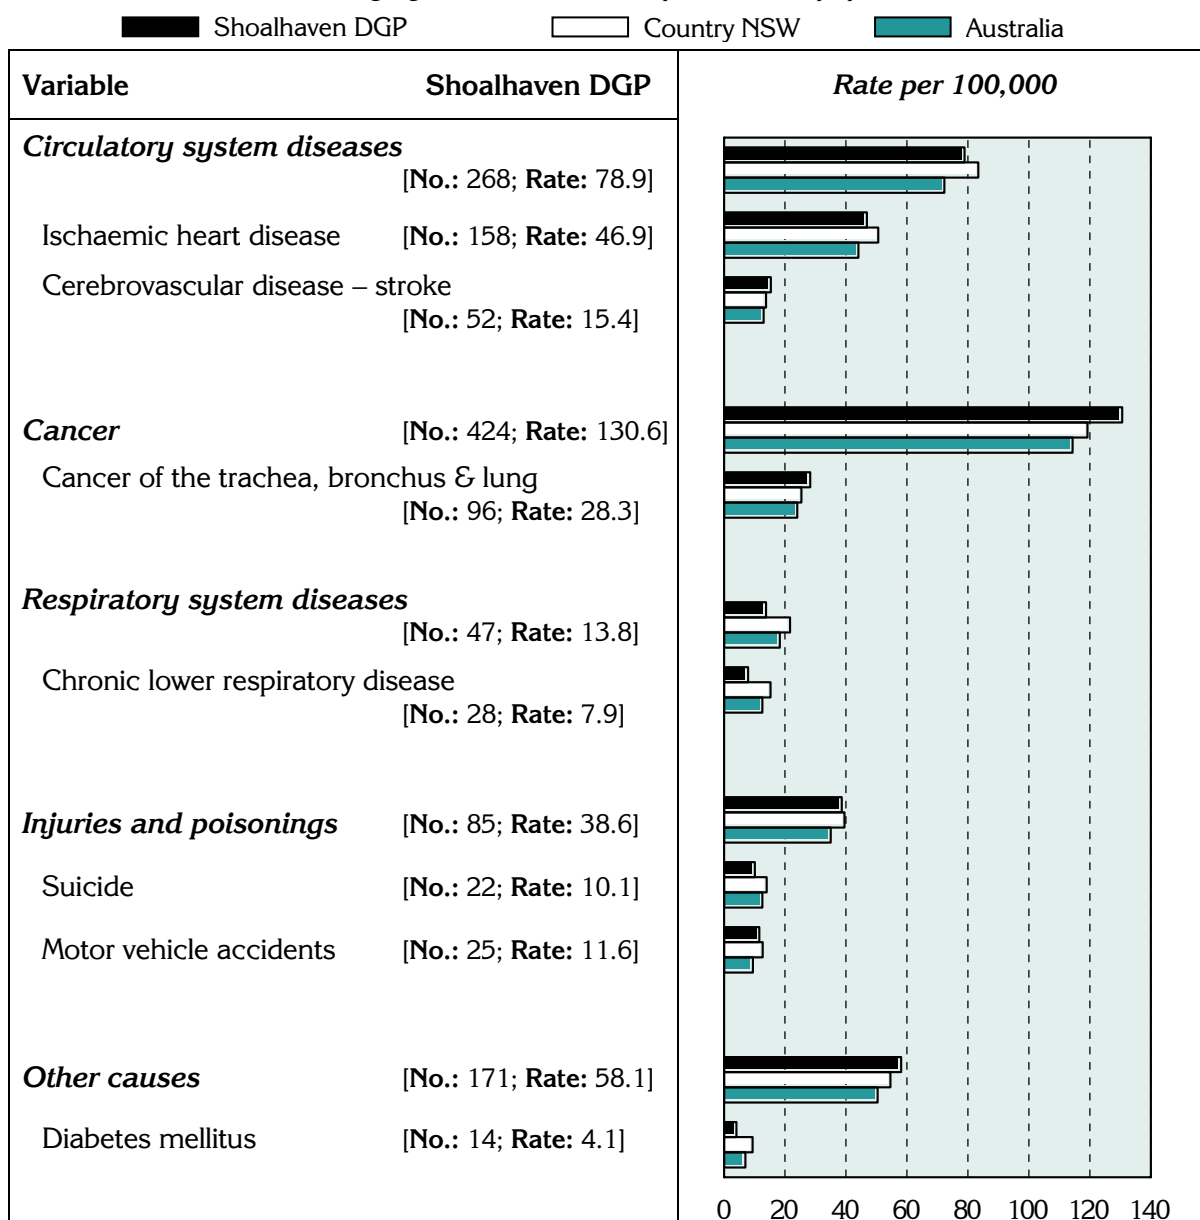 Shoalhaven DGP Country NSW Australia
Variable Shoalhaven DGP Rate per 100,000
Circulatory system diseases
[No.: 268; Rate: 78.9]
Ischaemic heart disease [No.: 158; Rate: 46.9]
Cerebrovascular disease – stroke
[No.: 52; Rate: 15.4]
Cancer [No.: 424; Rate: 130.6]
Cancer of the trachea, bronchus & lung
[No.: 96; Rate: 28.3]
Respiratory system diseases
[No.: 47; Rate: 13.8]
Chronic lower respiratory disease
[No.: 28; Rate: 7.9]
Injuries and poisonings [No.: 85; Rate: 38.6]
Suicide [No.: 22; Rate: 10.1]
Motor vehicle accidents [No.: 25; Rate: 11.6]
Other causes [No.: 171; Rate: 58.1]
Diabetes mellitus [No.: 14; Rate: 4.1]
0 20 40 60 80 100 120 140